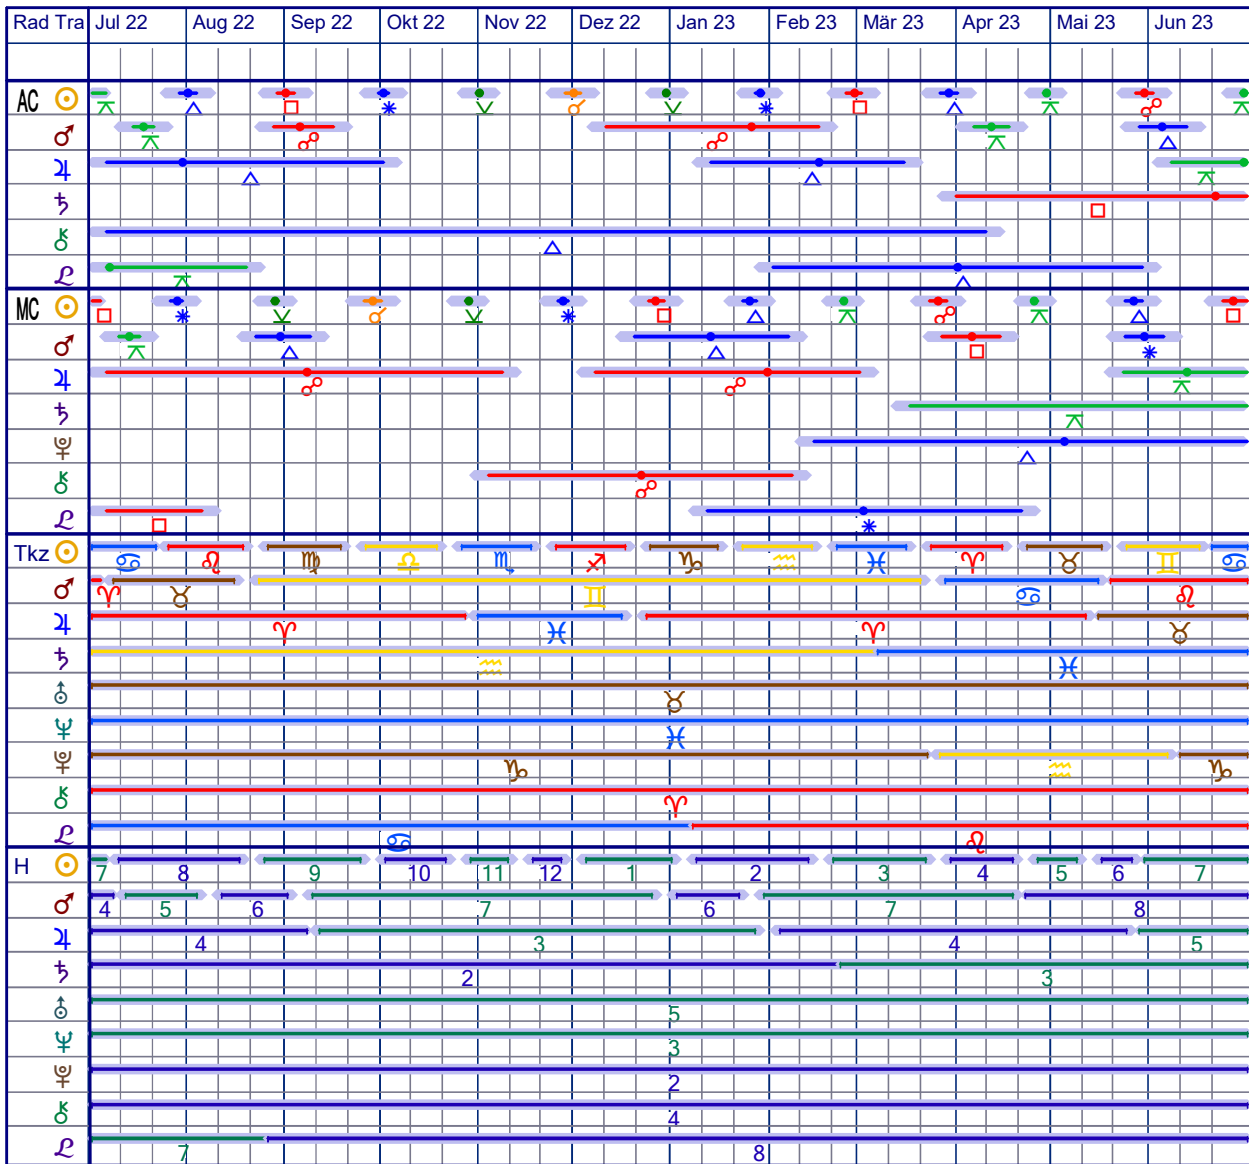 Rad Tra Jul 22 Aug 22 Sep 22 Okt 22 Nov 22 Dez 22 Jan 23 Feb 23 Mär 23 Apr 23 Mai 23 Jun 23
AC ☉ ⚻ △ □ ⚹ ⚺ ☌ ⚺ ⚹ □ △ ⚻ ☍ ⚻
♂ ⚻ ☍ ☍ ⚻ △
♃ △ △ ⚻
♄ □
⚷ △
ℒ ⚻ △
MC ☉ □ ⚹ ⚺ ☌ ⚺ ⚹ □ △ ⚻ ☍ ⚻ △ □
♂ ⚻ △ △ □ ⚹
♃ ☍ ☍ ⚻
♄ ⚻
♇ △
⚷ ☍
ℒ □ ⚹
Tkz ☉ ♋ ♌ ♍ ♎ ♏ ♐ ♑ ♒ ♓ ♈ ♉ ♊ ♋
♂ ♈ ♉ ♊ ♋ ♌
♃ ♈ ♓ ♈ ♉
♄ ♒ ♓
⛢ ♉
♆ ♓
♇ ♑ ♒ ♑
⚷ ♈
ℒ ♋ ♌
H ☉ 7 8 9 10 11 12 1 2 3 4 5 6 7
♂ 4 5 6 7 6 7 8
♃ 4 3 4 5
♄ 2 3
⛢ 5
♆ 3
♇ 2
⚷ 4
ℒ 7 8